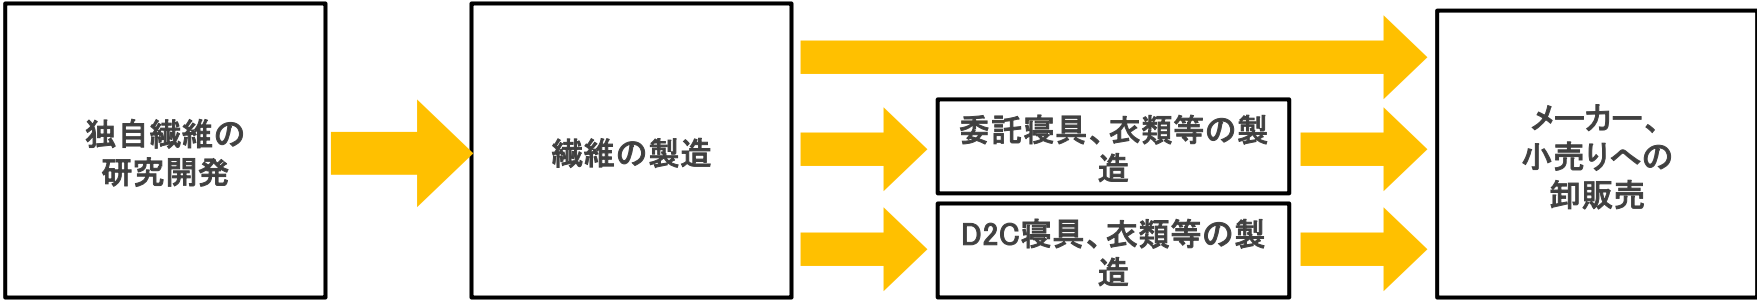 独自繊維の
研究開発
繊維の製造
委託寝具、衣類等の製
造
D2C寝具、衣類等の製
造
メーカー、
小売りへの
卸販売